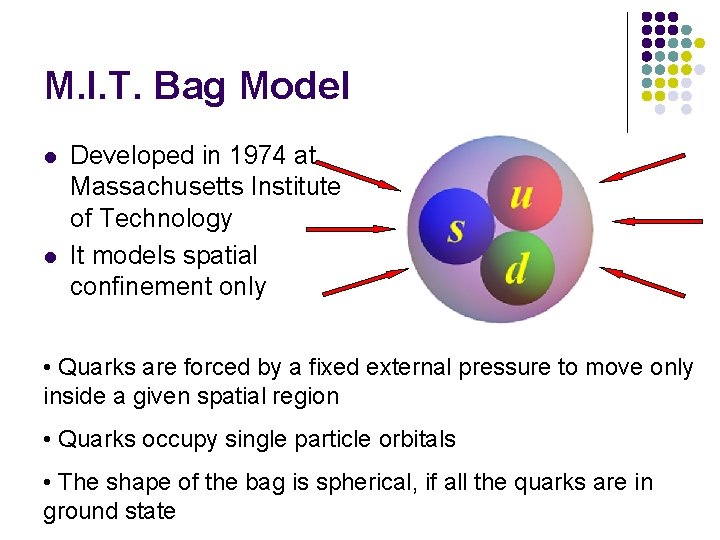 M.I.T. Bag Model
● Developed in 1974 at
Massachusetts Institute
of Technology
● It models spatial
confinement only
s
u
d
• Quarks are forced by a fixed external pressure to move only
inside a given spatial region
• Quarks occupy single particle orbitals
• The shape of the bag is spherical, if all the quarks are in
ground state